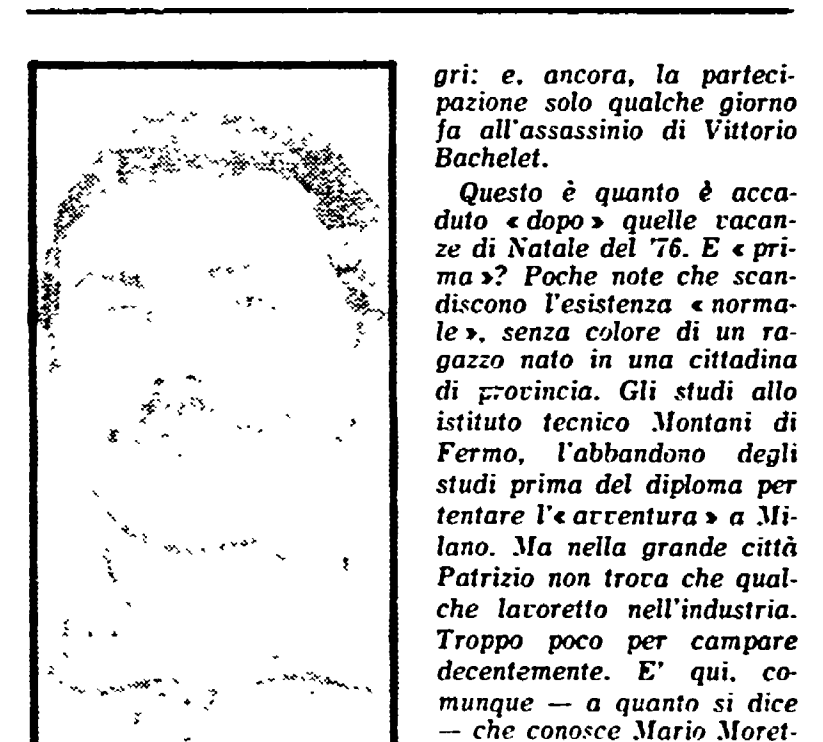 gri: e, ancora, la parteci-
pazione solo qualche giorno
fa all'assassinio di Vittorio
Bachelet.
Questo è quanto è acca-
duto « dopo » quelle vacan-
ze di Natale del '76. E « pri-
ma »? Poche note che scan-
discono l'esistenza « norma-
le », senza colore di un ra-
gazzo nato in una cittadina
di provincia. Gli studi allo
istituto tecnico Montani di
Fermo, l'abbandono degli
studi prima del diploma per
tentare l'« avventura » a Mi-
lano. Ma nella grande città
Patrizio non trova che qual-
che lavoretto nell'industria.
Troppo poco per campare
decentemente. E' qui, co-
munque — a quanto si dice
— che conosce Mario Moret-